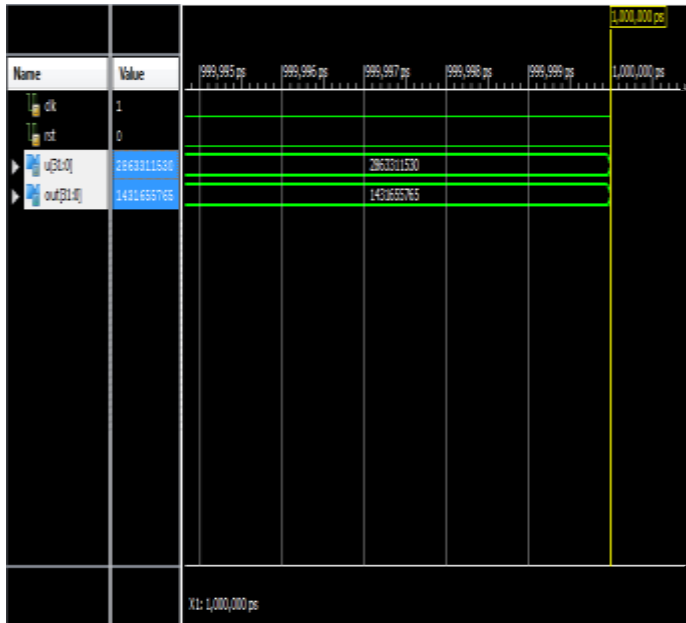 1,000,000 ps
Name Value 999,995 ps 999,996 ps 999,997 ps 999,998 ps 999,999 ps 1,000,000 ps
clk 1
rst 0
u[31:0] 2863311530 2863311530
out[31:0] 1431655765 1431655765
X1: 1,000,000 ps